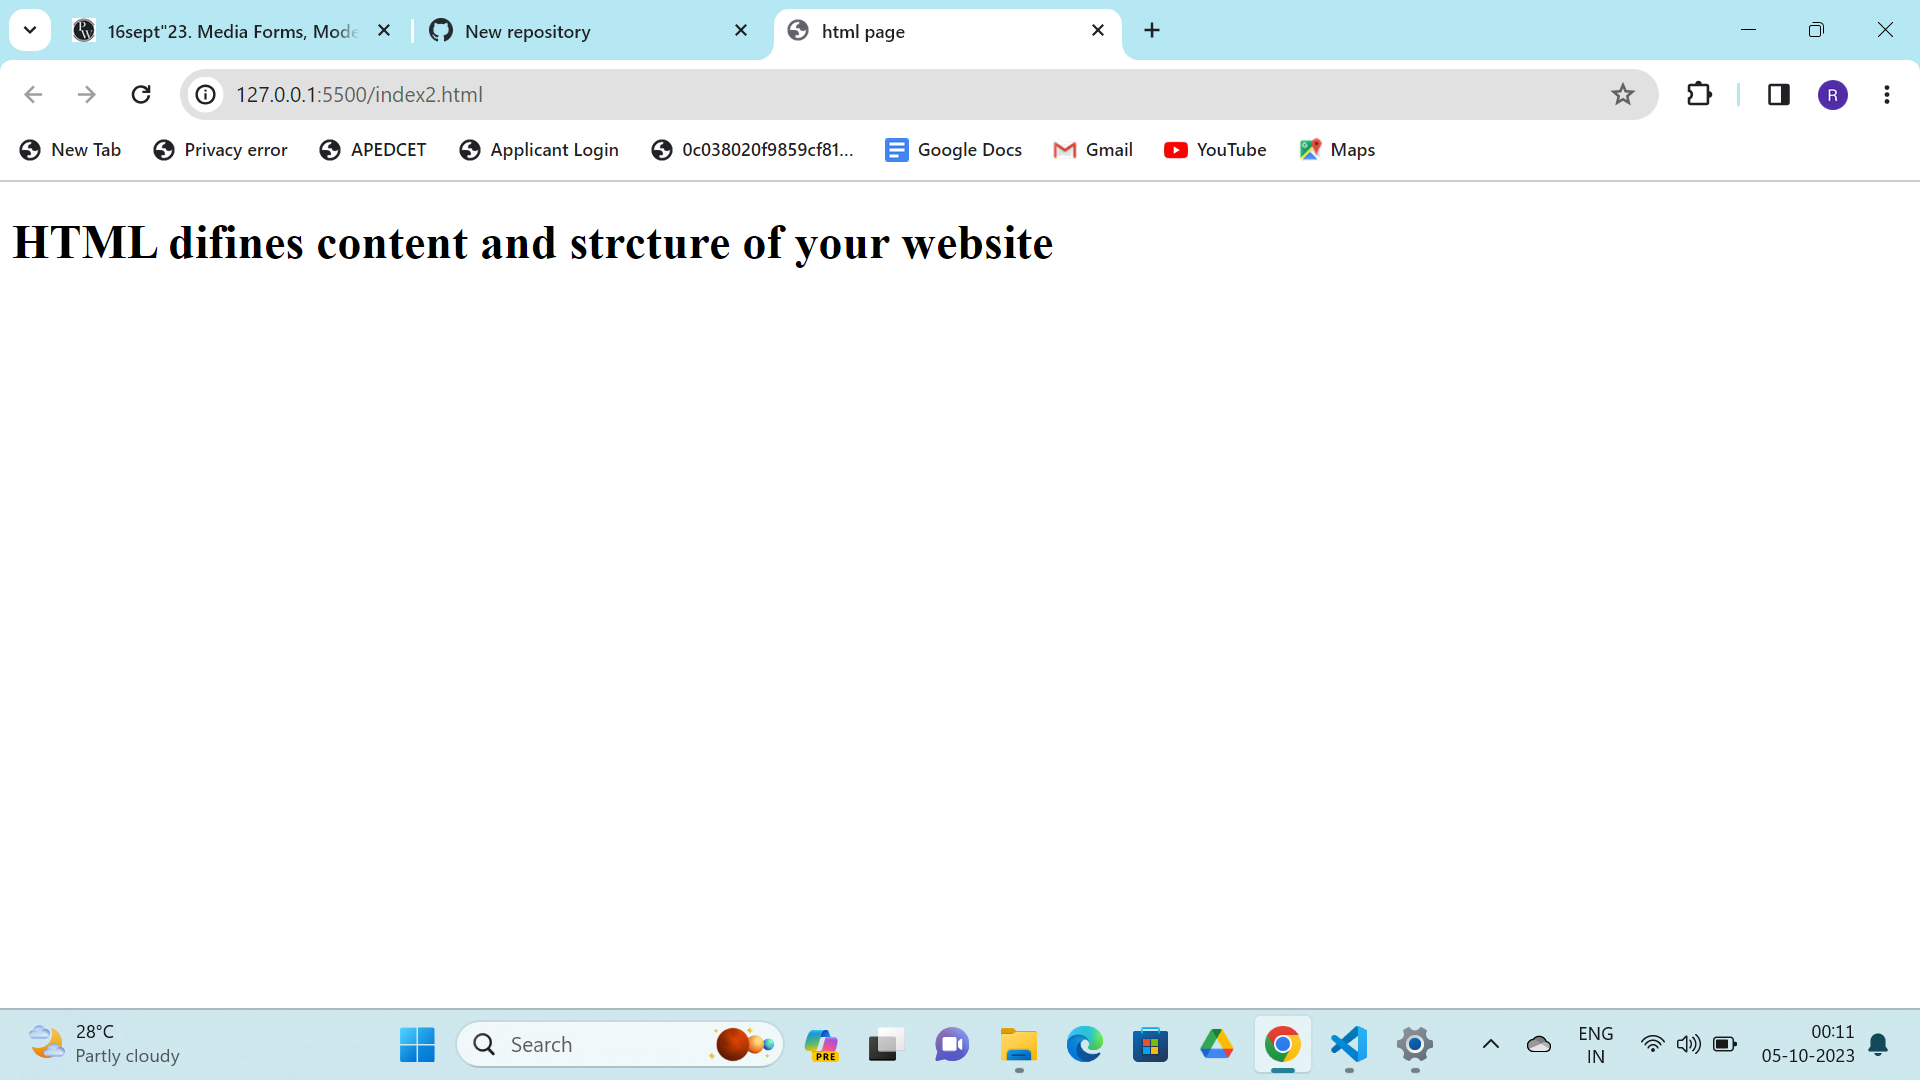 16sept"23. Media Forms, Mode
New repository
html page
127.0.0.1:5500/index2.html
R
New Tab
Privacy error
APEDCET
Applicant Login
0c038020f9859cf81...
Google Docs
Gmail
YouTube
Maps
HTML difines content and strcture of your website
28°C
Partly cloudy
Search
PRE
ENG
IN
00:11
05-10-2023